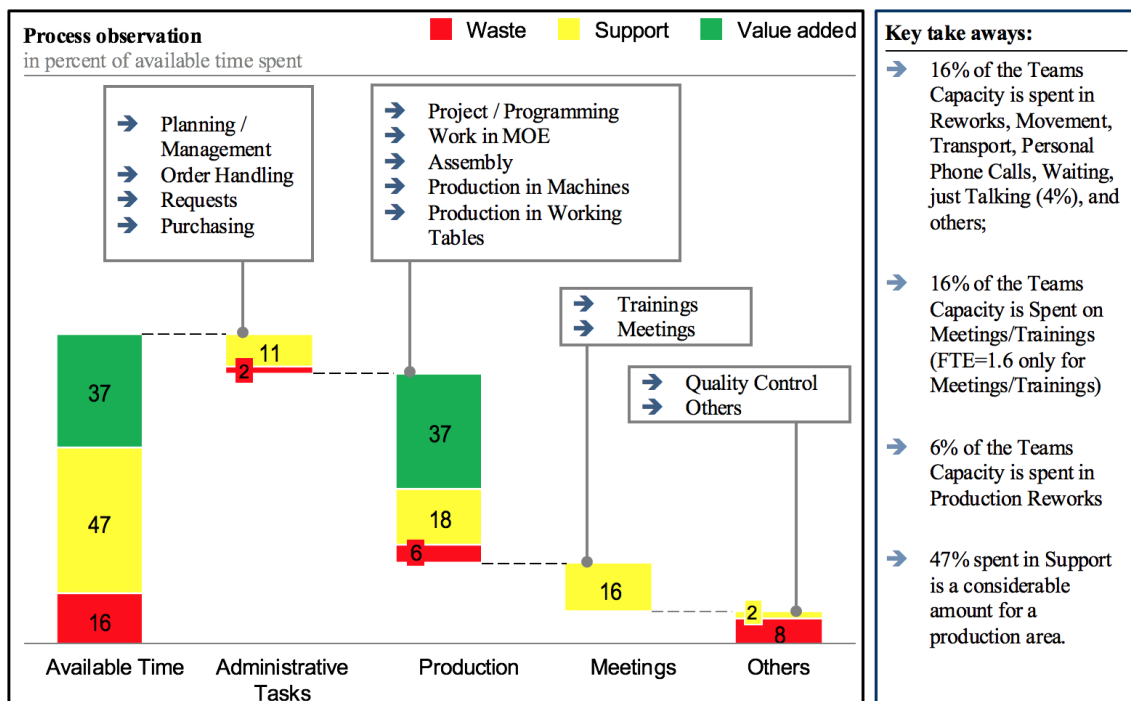 Process observation
in percent of available time spent
Waste
Support
Value added
Planning /
Management
Order Handling
Requests
Purchasing
Project / Programming
Work in MOE
Assembly
Production in Machines
Production in Working
Tables
Trainings
Meetings
Quality Control
Others
37
47
16
11
2
37
18
6
16
2
8
Available Time
Administrative
Tasks
Production
Meetings
Others
Key take aways:
16% of the Teams
Capacity is spent in
Reworks, Movement,
Transport, Personal
Phone Calls, Waiting,
just Talking (4%), and
others;
16% of the Teams
Capacity is Spent on
Meetings/Trainings
(FTE=1.6 only for
Meetings/Trainings)
6% of the Teams
Capacity is spent in
Production Reworks
47% spent in Support
is a considerable
amount for a
production area.